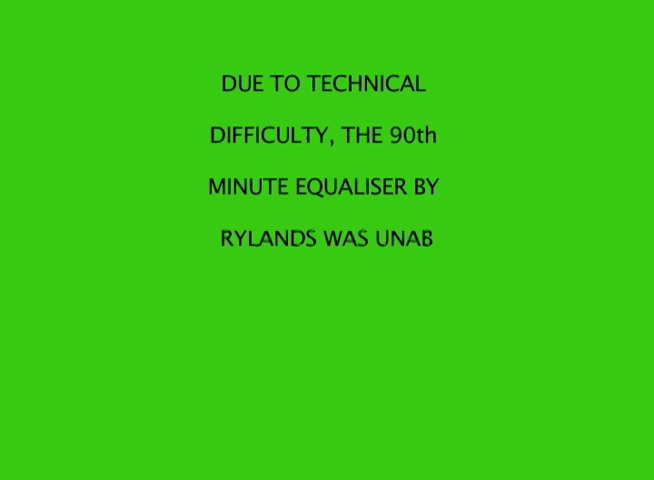 DUE TO TECHNICAL
DIFFICULTY, THE 90th
MINUTE EQUALISER BY
RYLANDS WAS UNAB